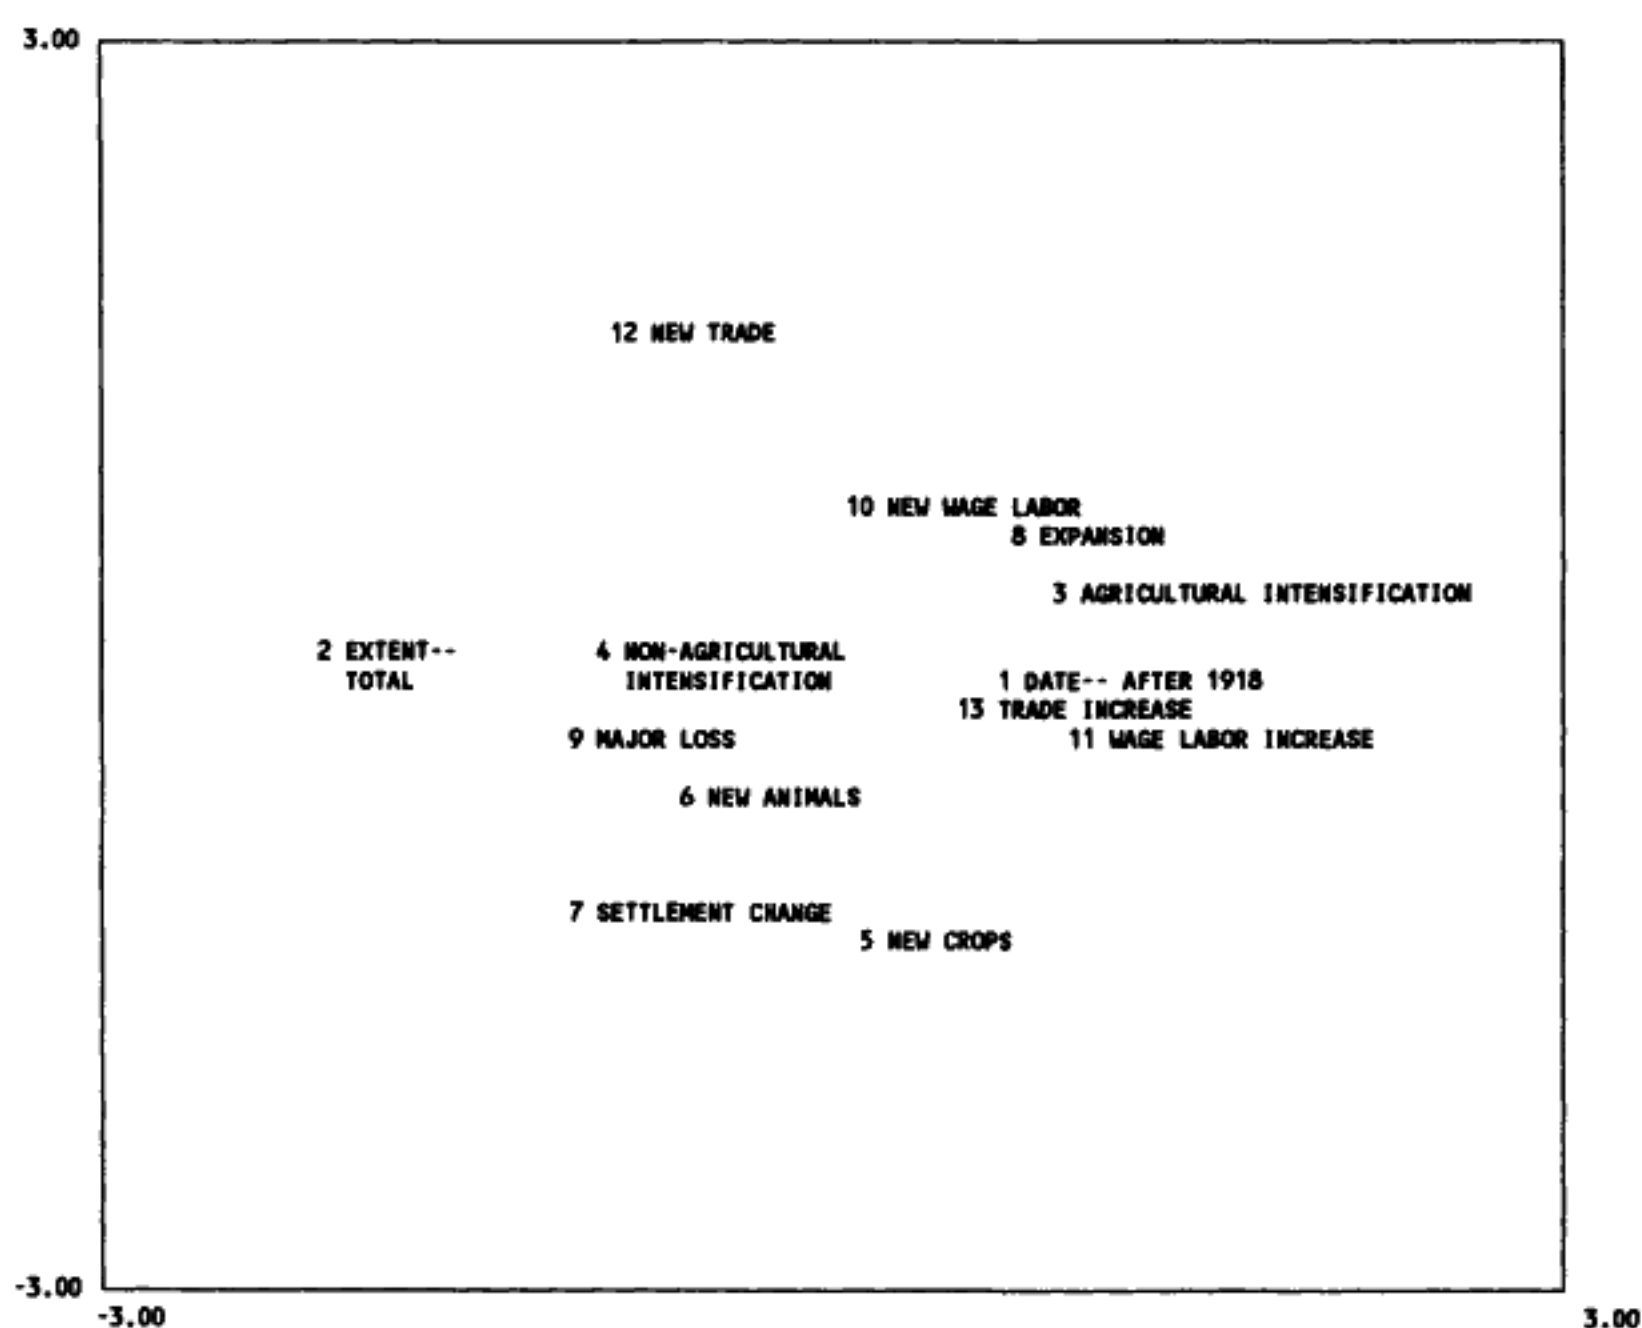 3.00
12 NEW TRADE
10 NEW WAGE LABOR
8 EXPANSION
3 AGRICULTURAL INTENSIFICATION
2 EXTENT--
TOTAL
4 NON-AGRICULTURAL
INTENSIFICATION
1 DATE-- AFTER 1918
13 TRADE INCREASE
9 MAJOR LOSS
11 WAGE LABOR INCREASE
6 NEW ANIMALS
7 SETTLEMENT CHANGE
5 NEW CROPS
-3.00
-3.00
3.00